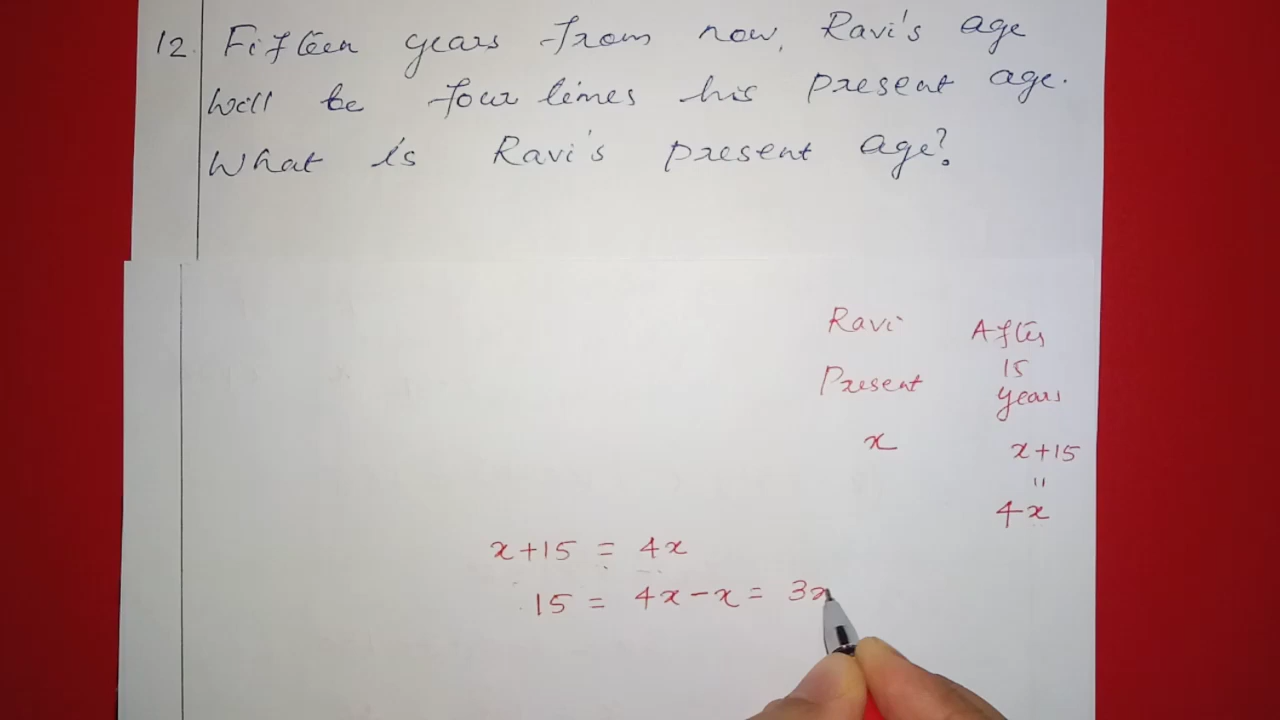 12. Fifteen years from now, Ravi's age
will be four times his present age.
What is Ravi's present age?
Ravi After
15
Present years
x x+15
=
4x
x+15 = 4x
15 = 4x-x = 3x